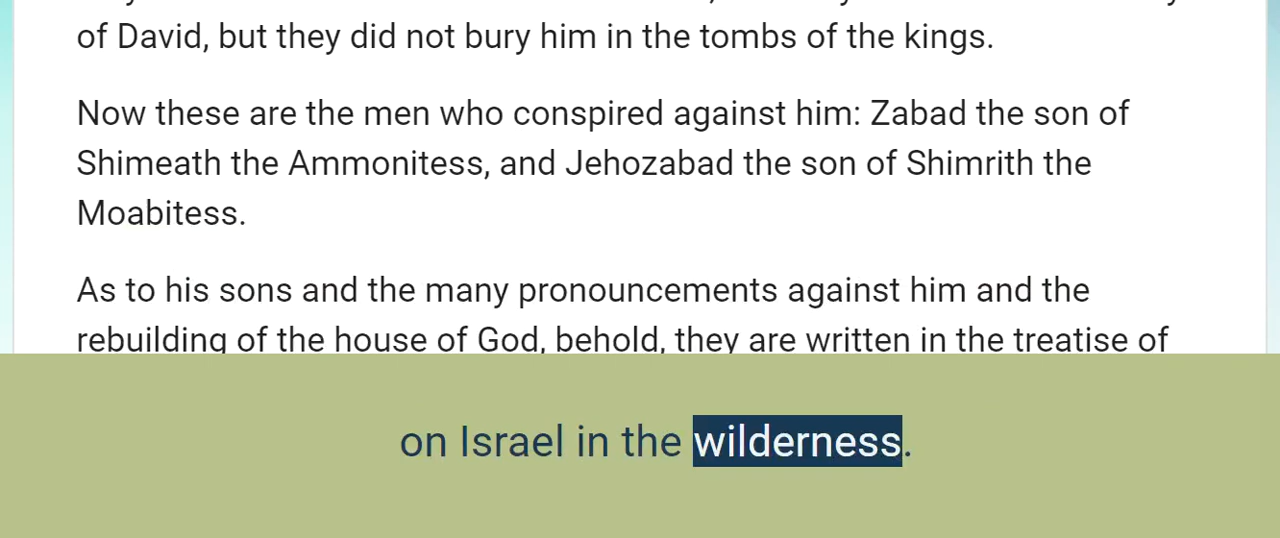 of David, but they did not bury him in the tombs of the kings.
Now these are the men who conspired against him: Zabad the son of
Shimeath the Ammonitess, and Jehozabad the son of Shimrith the
Moabitess.
As to his sons and the many pronouncements against him and the
rebuilding of the house of God, behold, they are written in the treatise of
on Israel in the wilderness.